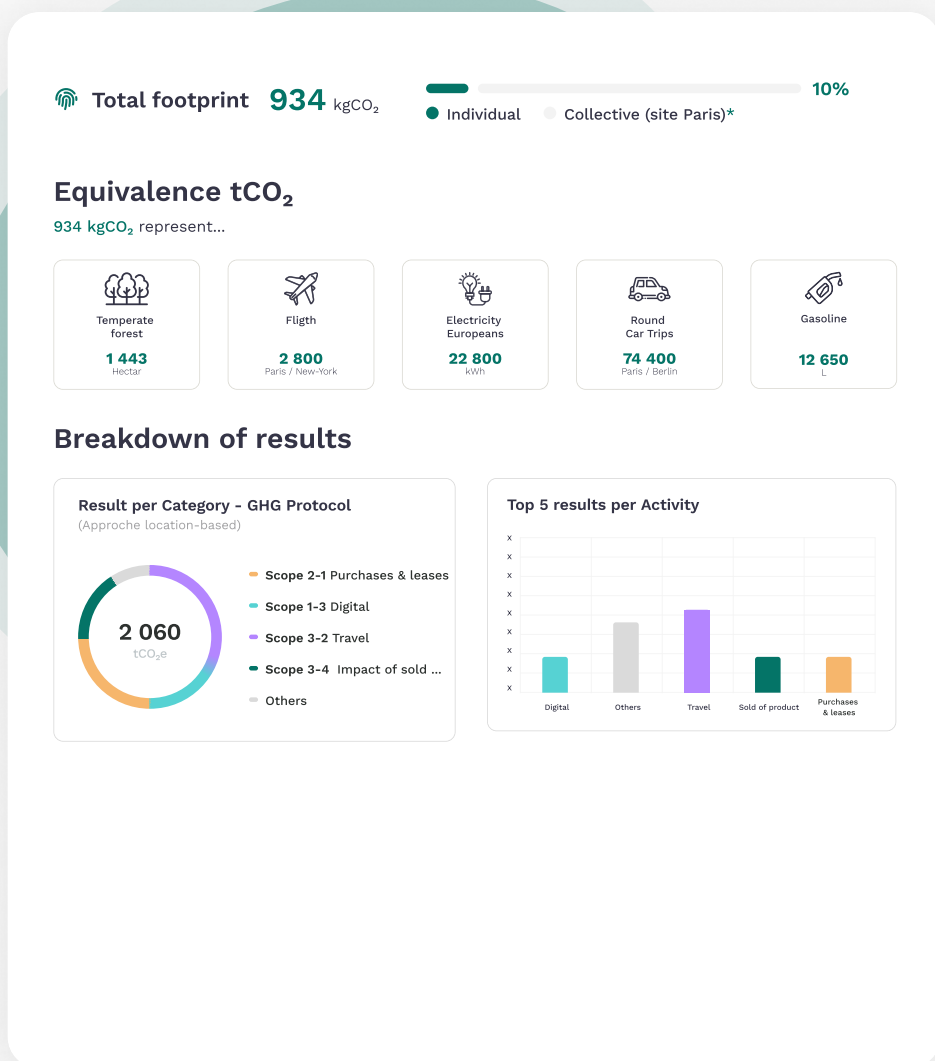 Total footprint 934 kgCO₂ 10%
Individual Collective (site Paris)*
Equivalence tCO₂
934 kgCO₂ represent...
Temperate
forest
1 443
Hectar
Fligth
2 800
Paris / New-York
Electricity
Europeans
22 800
kWh
Round
Car Trips
74 400
Paris / Berlin
Gasoline
12 650
L
Breakdown of results
Result per Category - GHG Protocol
(Approche location-based)
2 060
tCO₂e
Scope 2-1 Purchases & leases
Scope 1-3 Digital
Scope 3-2 Travel
Scope 3-4 Impact of sold ...
Others
Top 5 results per Activity
x
x
x
x
x
x
x
x
x
Digital
Others
Travel
Sold of product
Purchases
& leases